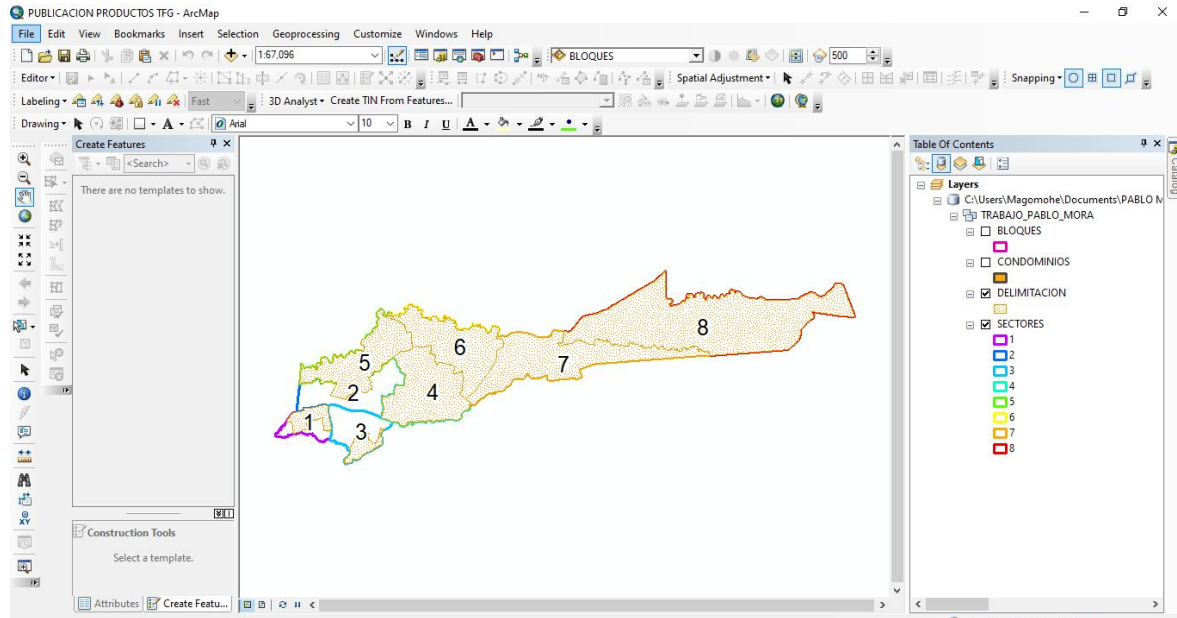 PUBLICACION PRODUCTOS TFG - ArcMap
File Edit View Bookmarks Insert Selection Geoprocessing Customize Windows Help
1:67,096 BLOQUES 500
Editor Spatial Adjustment Snapping
Labeling Fast 3D Analyst Create TIN From Features...
Drawing Arial 10 B I U A
Create Features
<Search>
There are no templates to show.
Construction Tools
Select a template.
Attributes Create Featu...
XY
8
6
7
5
2
4
1
3
Table Of Contents
Layers
C:\Users\Magomohe\Documents\PABLO M
TRABAJO_PABLO_MORA
BLOQUES
CONDOMINIOS
DELIMITACION
SECTORES
1
2
3
4
5
6
7
8
Catalog